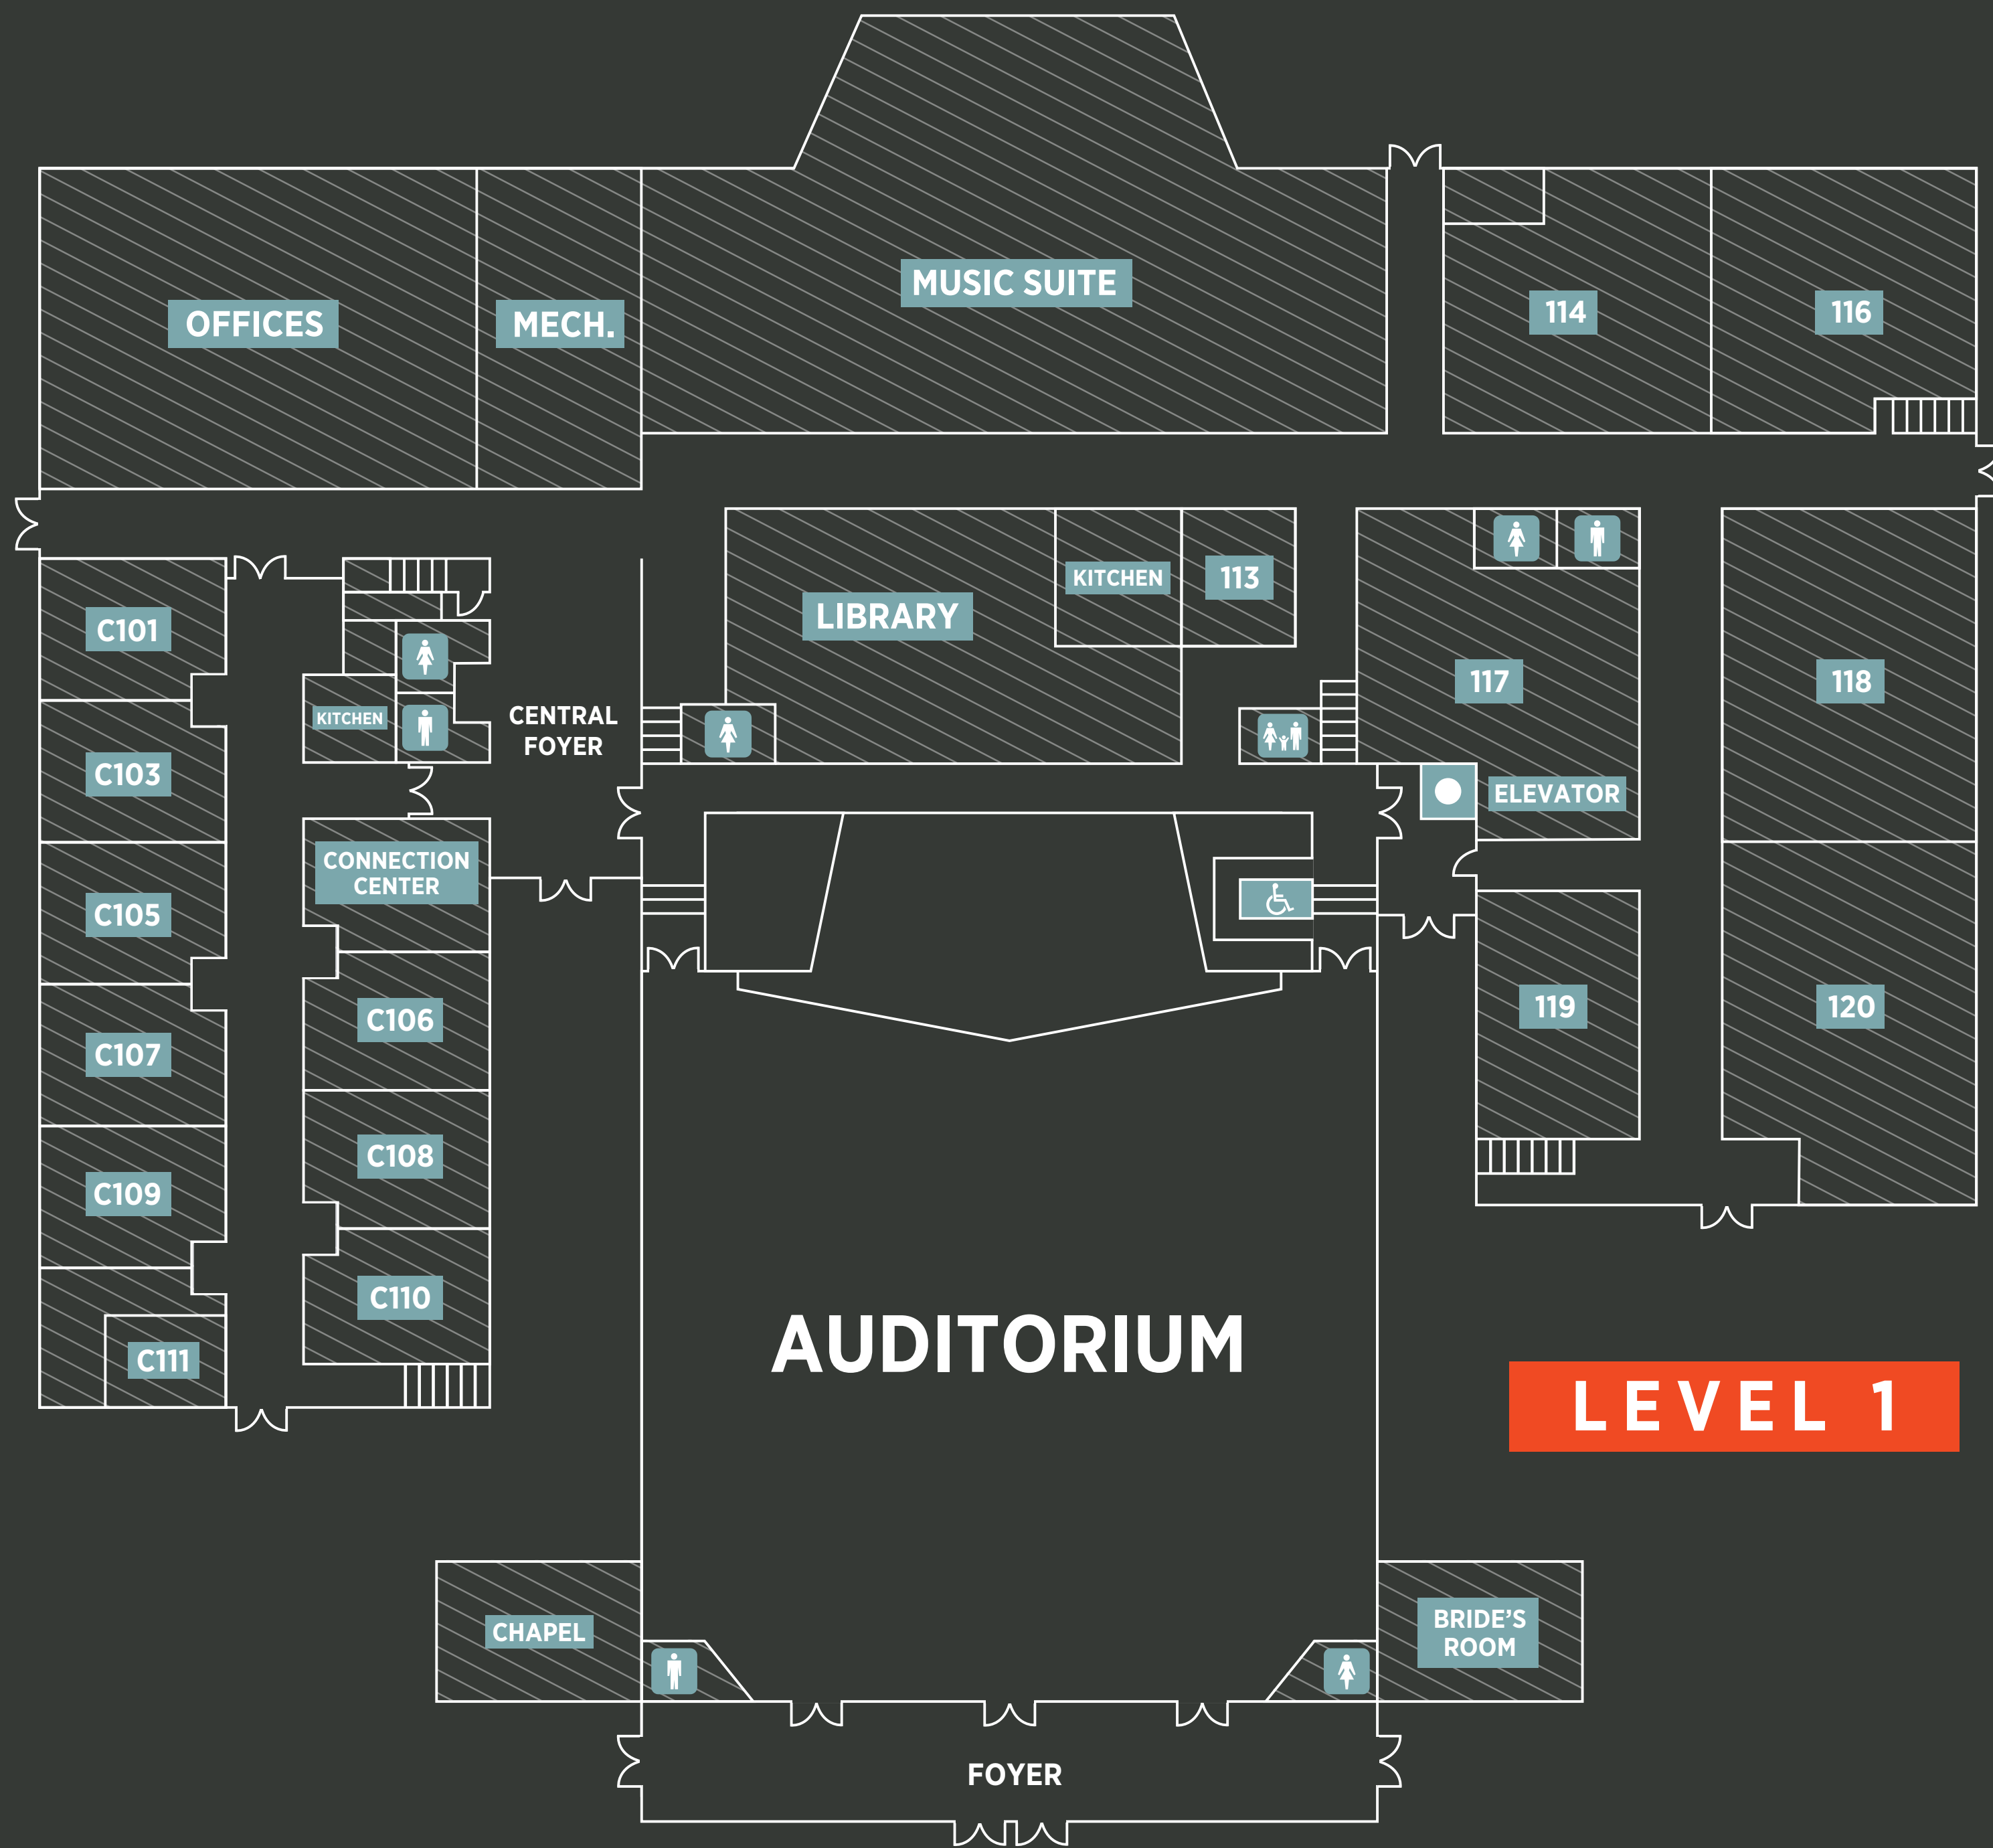 MUSIC SUITE
OFFICES
MECH.
114
116
KITCHEN
113
LIBRARY
C101
117
118
CENTRAL
FOYER
KITCHEN
C103
ELEVATOR
CONNECTION
CENTER
C105
C106
119
120
C107
C108
C109
C110
AUDITORIUM
C111
LEVEL 1
CHAPEL
BRIDE'S
ROOM
FOYER